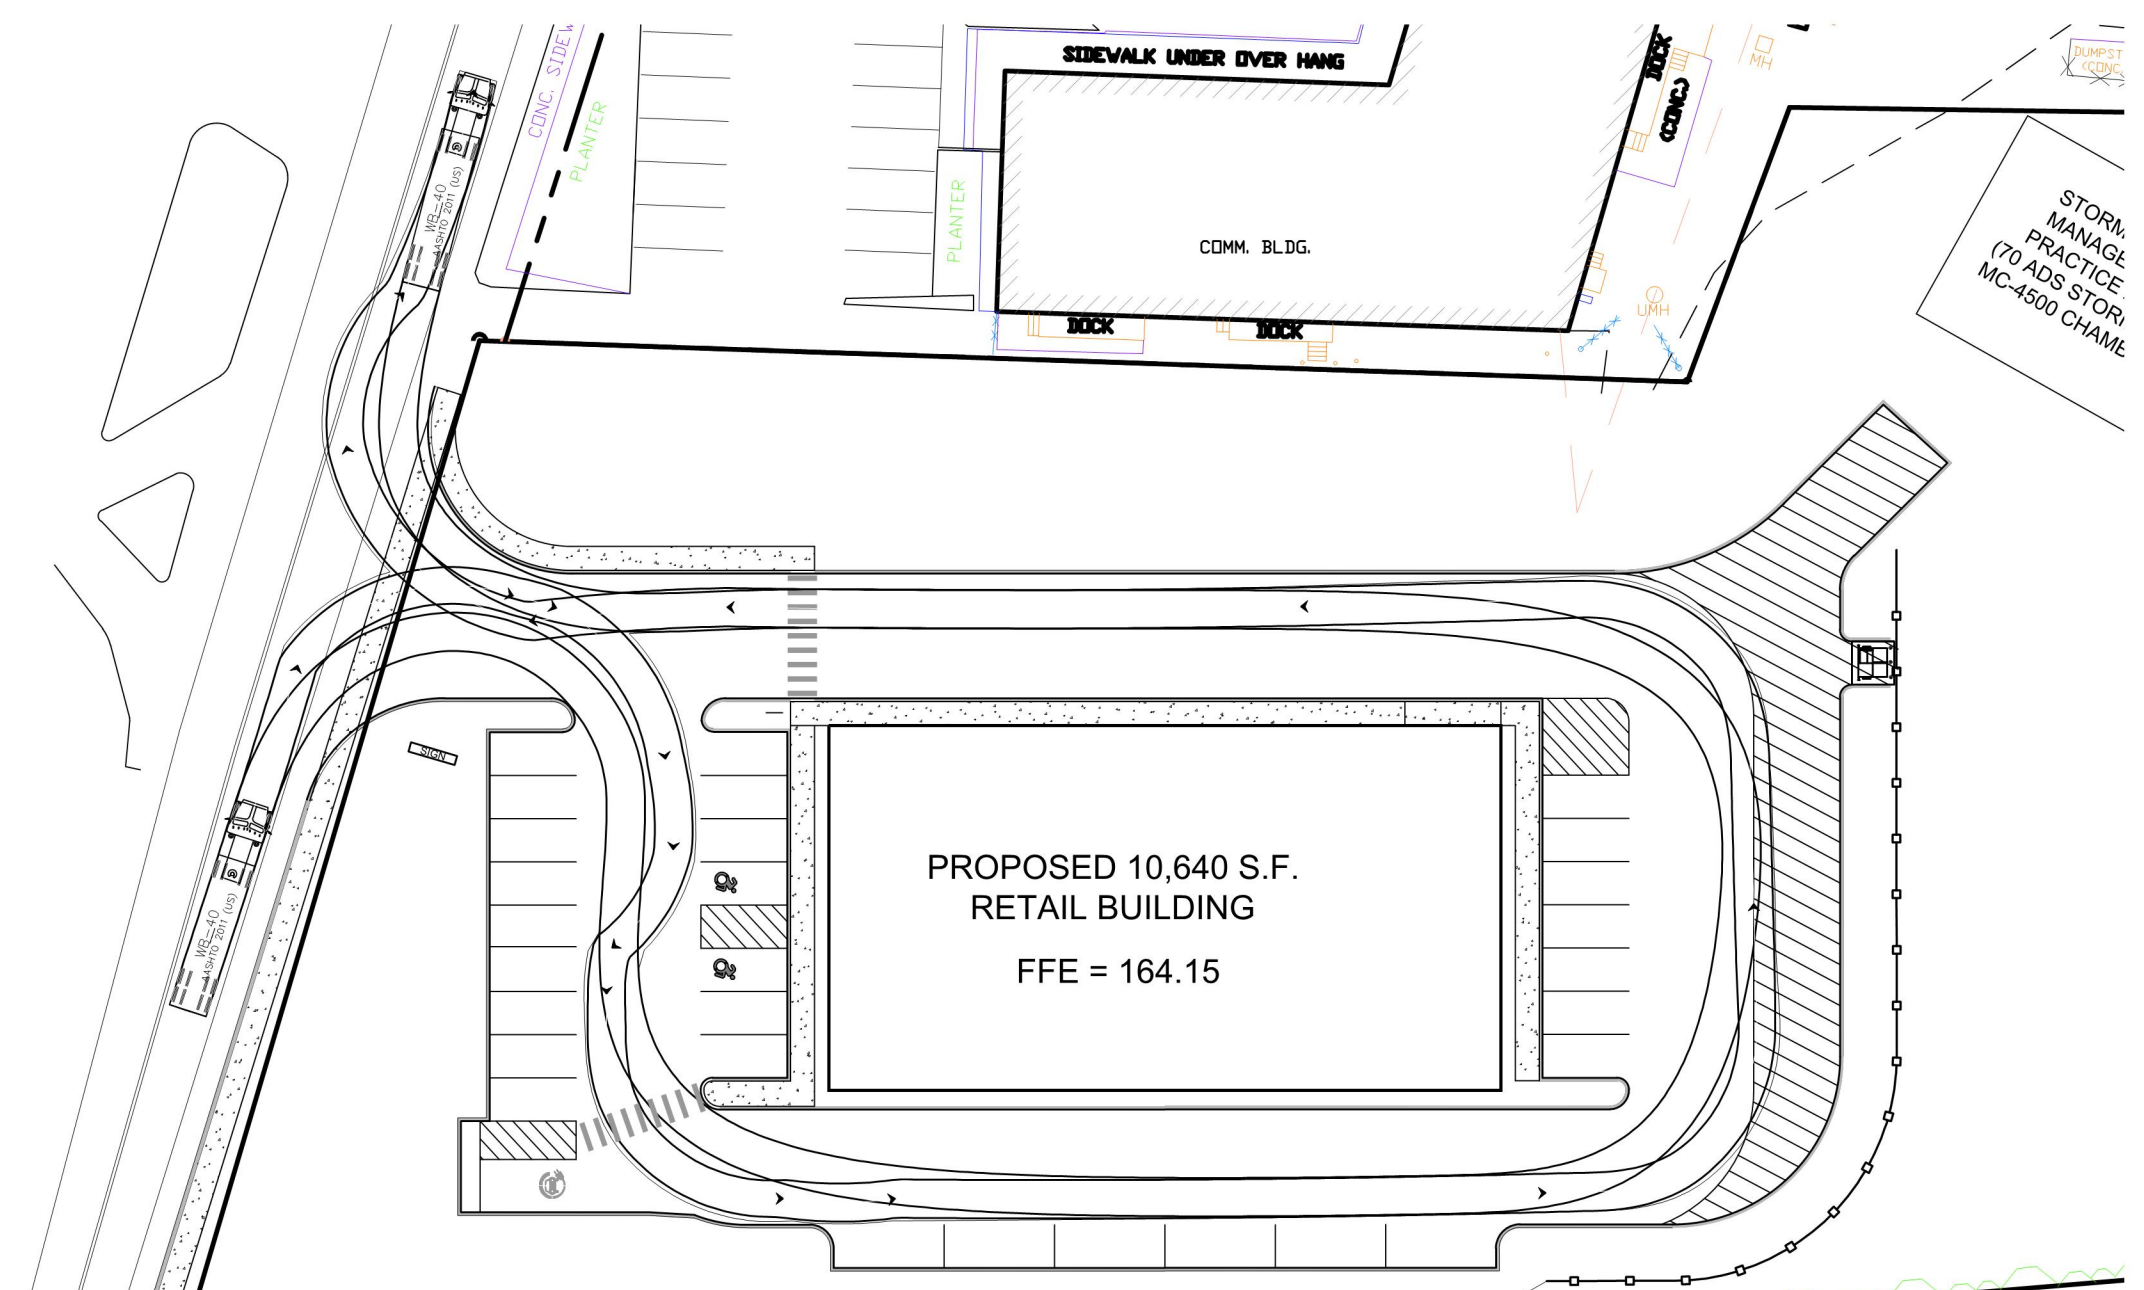 CONC. SIDEW
PLANTER
SIDEWALK UNDER OVER HANG
DOCK
(CONC.)
MH
DUMPST
(CONC.
WB-40
AASHTO 2011 (US)
PLANTER
COMM. BLDG.
STORM
MANAGE
PRACTICE
(70 ADS STOR
MC-4500 CHAMB
UMH
DOCK
DOCK
SIGN
WB-40
AASHTO 2011 (US)
PROPOSED 10,640 S.F.
RETAIL BUILDING
FFE = 164.15